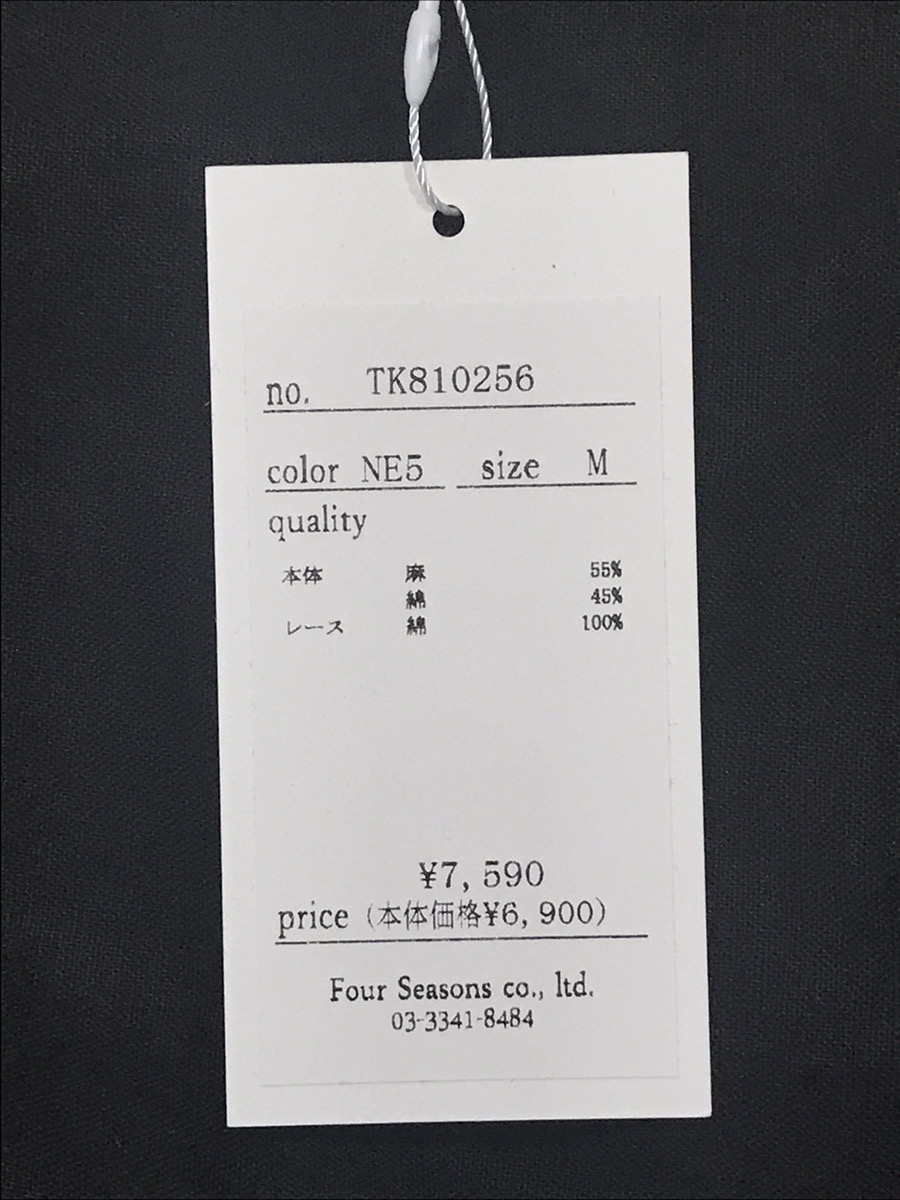 no. TK810256
color NE5 size M
quality
本体 麻 55%
綿 45%
レース 綿 100%
¥7,590
price (本体価格¥6,900)
Four Seasons co., ltd.
03-3341-8484